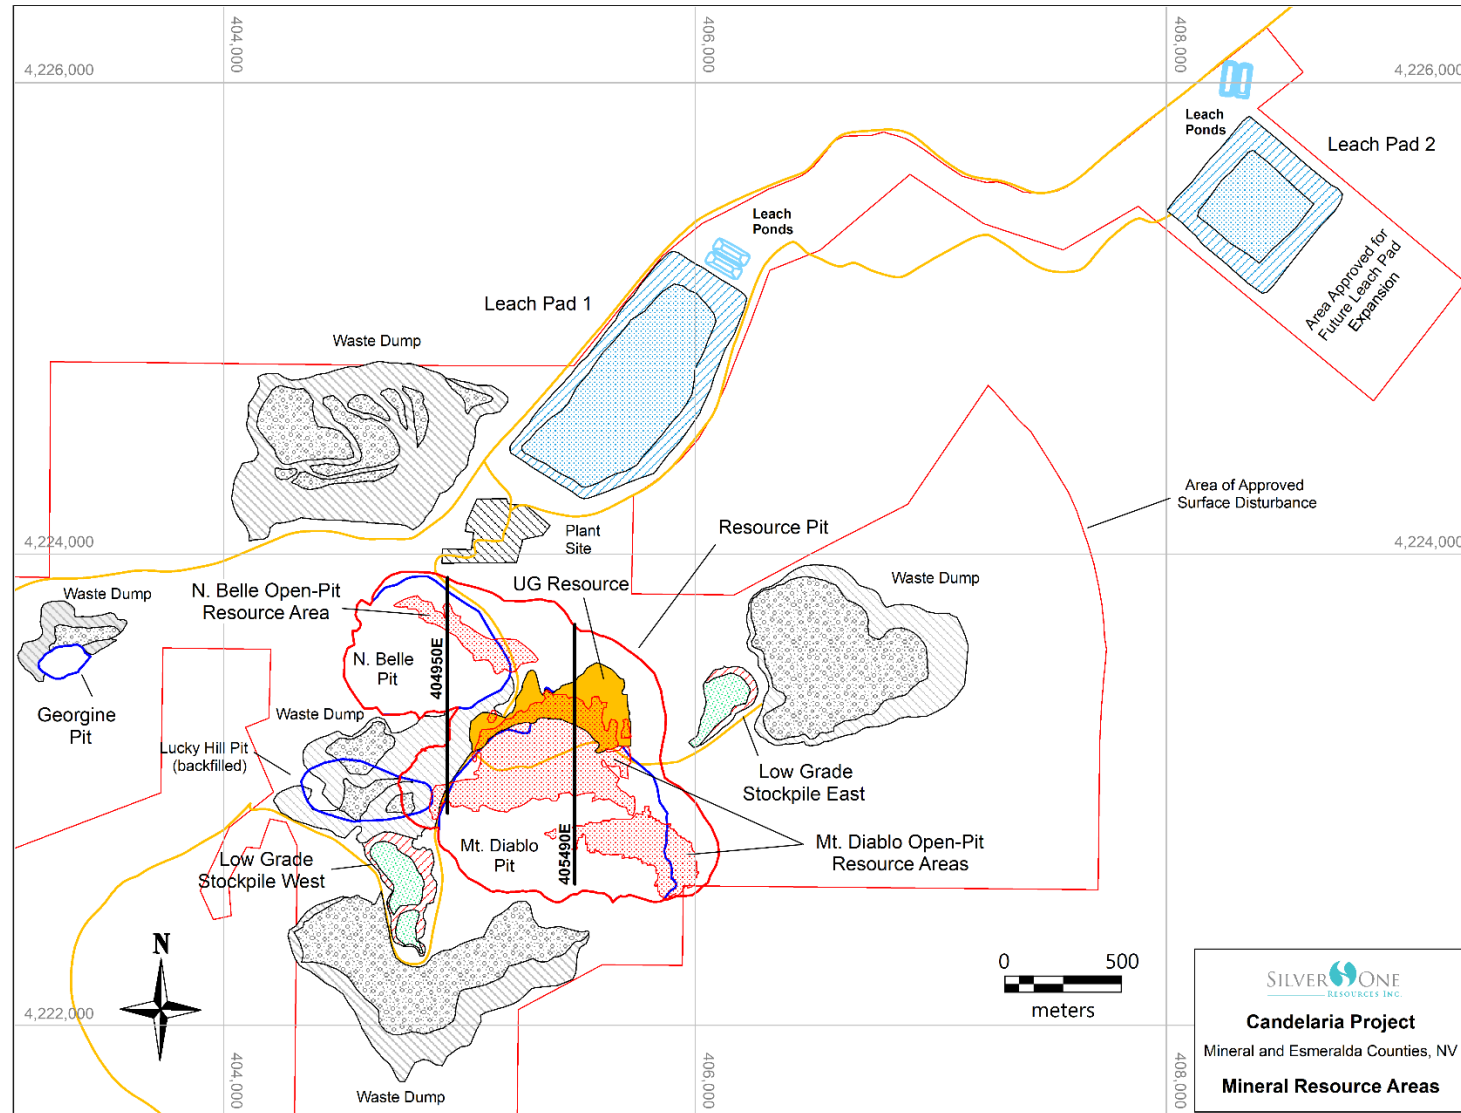 404,000
406,000
408,000
4,226,000
4,226,000
Leach
Ponds
Leach Pad 2
Leach
Ponds
Area Approved for
Future Leach Pad
Expansion
Leach Pad 1
Waste Dump
Area of Approved
Surface Disturbance
Plant
Site
Resource Pit
4,224,000
4,224,000
UG Resource
N. Belle Open-Pit
Resource Area
Waste Dump
Waste Dump
N. Belle
Pit
404950E
Georgine
Pit
Waste Dump
Lucky Hill Pit
(backfilled)
Low Grade
Stockpile East
Mt. Diablo
Pit
405490E
Mt. Diablo Open-Pit
Resource Areas
Low Grade
Stockpile West
N
0 500
meters
4,222,000
Waste Dump
404,000
406,000
408,000
SILVER ONE
RESOURCES INC.
Candelaria Project
Mineral and Esmeralda Counties, NV
Mineral Resource Areas